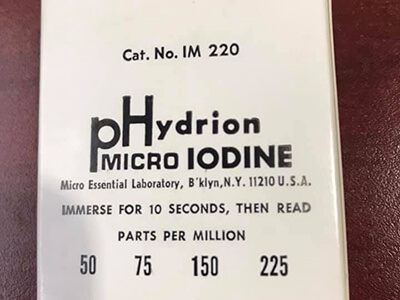 Cat. No. IM 220
pHydrion
MICRO IODINE
Micro Essential Laboratory, B'klyn, N.Y. 11210 U.S.A.
IMMERSE FOR 10 SECONDS, THEN READ
PARTS PER MILLION
50 75 150 225